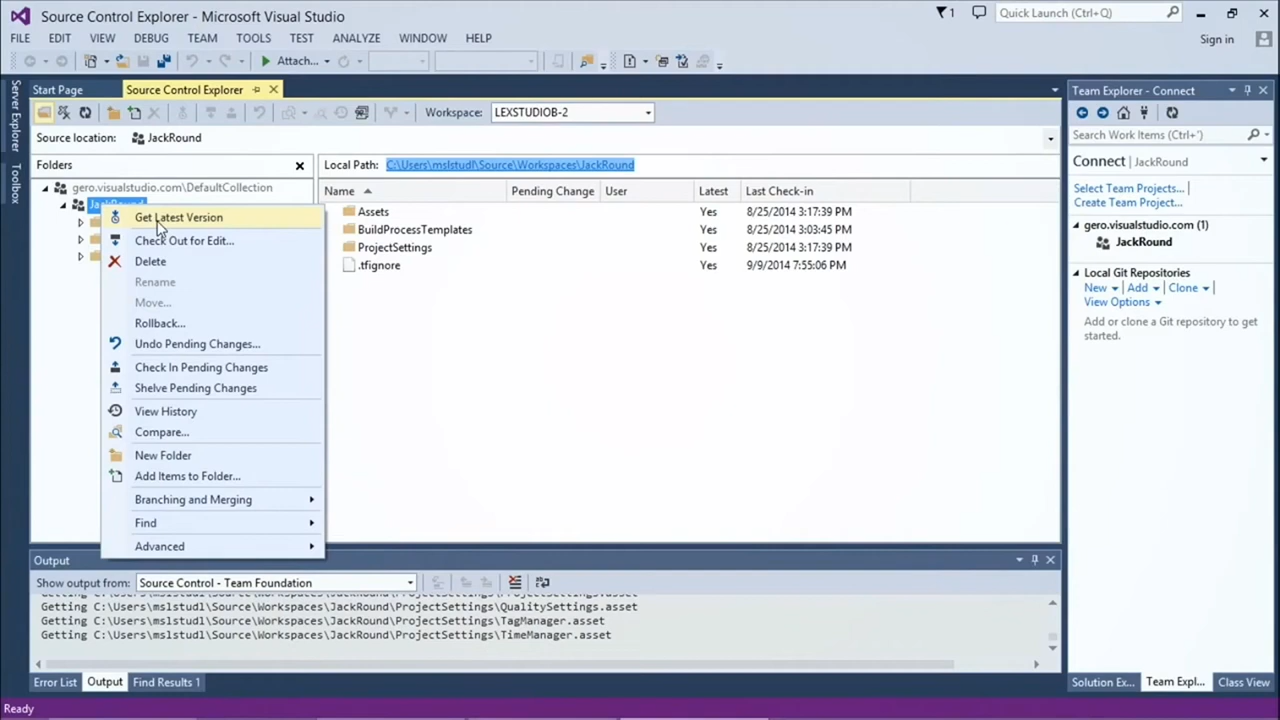 Source Control Explorer - Microsoft Visual Studio
1
Quick Launch (Ctrl+Q)
FILE EDIT VIEW DEBUG TEAM TOOLS TEST ANALYZE WINDOW HELP
Sign in
Attach...
Server Explorer
Toolbox
Start Page
Source Control Explorer
Workspace: LEXSTUDIOB-2
Source location: JackRound
Folders
gero.visualstudio.com\DefaultCollection
JackRound
Get Latest Version
Check Out for Edit...
Delete
Rename
Move...
Rollback...
Undo Pending Changes...
Check In Pending Changes
Shelve Pending Changes
View History
Compare...
New Folder
Add Items to Folder...
Branching and Merging
Find
Advanced
Local Path: C:\Users\mslstud1\Source\Workspaces\JackRound
Name Pending Change User Latest Last Check-in
Assets Yes 8/25/2014 3:17:39 PM
BuildProcessTemplates Yes 8/25/2014 3:03:45 PM
ProjectSettings Yes 8/25/2014 3:17:39 PM
.tfignore Yes 9/9/2014 7:55:06 PM
Team Explorer - Connect
Search Work Items (Ctrl+')
Connect | JackRound
Select Team Projects...
Create Team Project...
gero.visualstudio.com (1)
JackRound
Local Git Repositories
New | Add | Clone |
View Options
Add or clone a Git repository to get
started.
Output
Show output from: Source Control - Team Foundation
Getting C:\Users\mslstud1\Source\Workspaces\JackRound\ProjectSettings\QualitySettings.asset
Getting C:\Users\mslstud1\Source\Workspaces\JackRound\ProjectSettings\TagManager.asset
Getting C:\Users\mslstud1\Source\Workspaces\JackRound\ProjectSettings\TimeManager.asset
Error List Output Find Results 1
Solution Ex... Team Expl... Class View
Ready